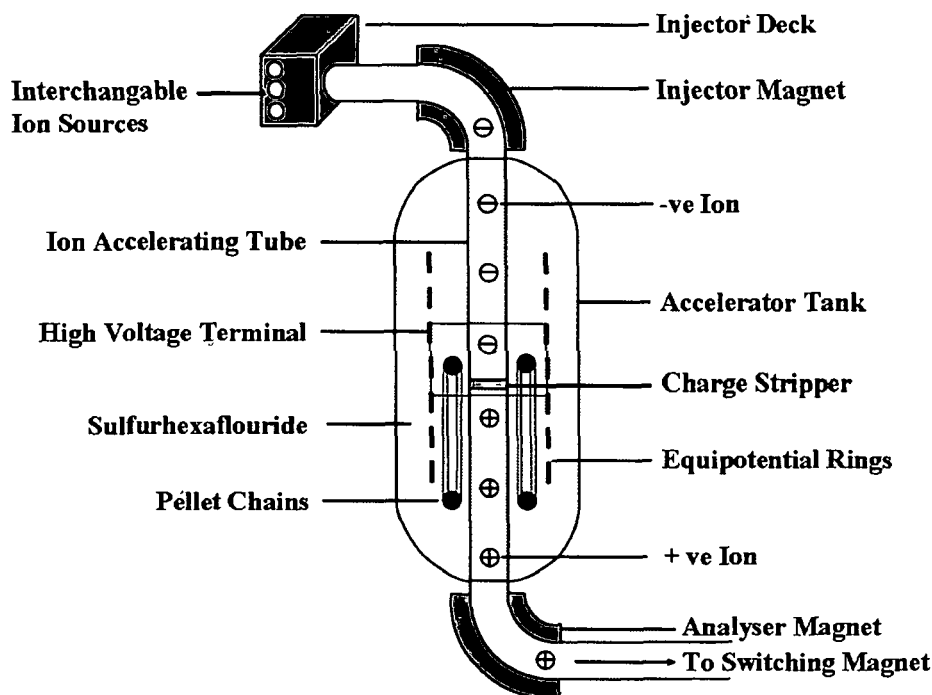 Injector Deck
Interchangable
Ion Sources
Injector Magnet
-ve Ion
Ion Accelerating Tube
Accelerator Tank
High Voltage Terminal
Charge Stripper
Sulfurhexaflouride
Equipotential Rings
Pellet Chains
+ ve Ion
Analyser Magnet
To Switching Magnet